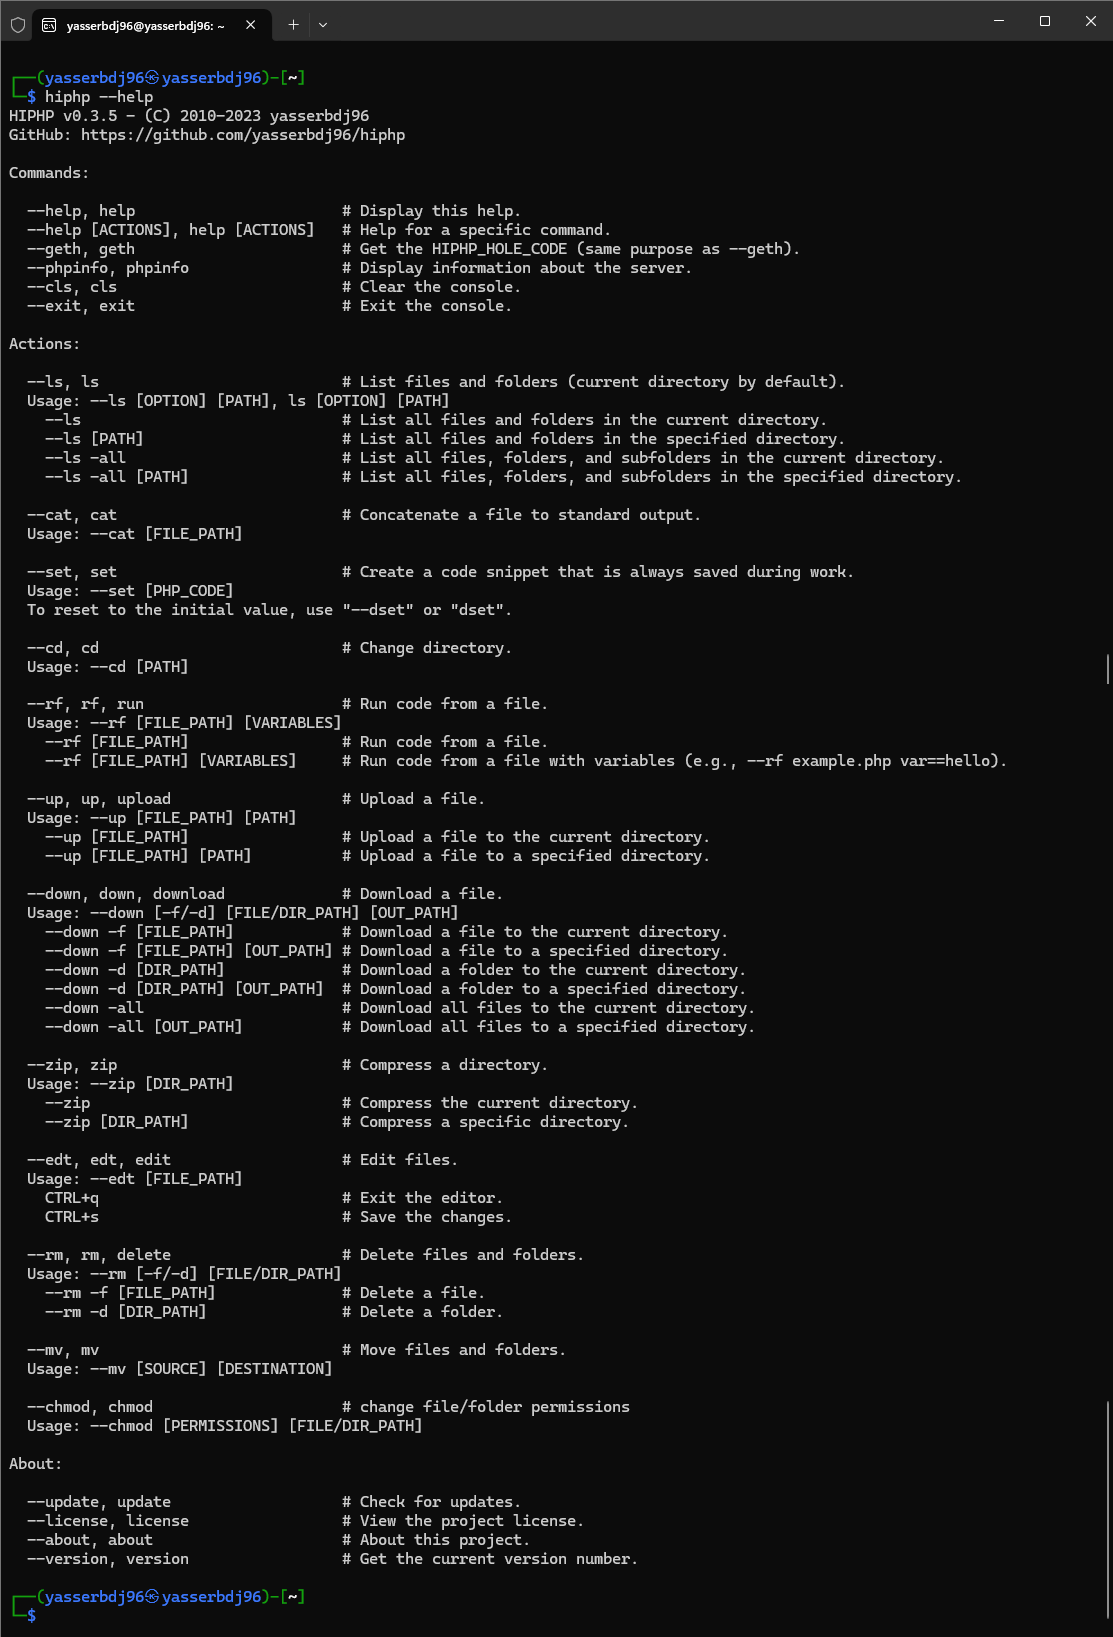 yasserbdj96@yasserbdj96: ~
┌──(yasserbdj96㉿yasserbdj96)-[~]
└─$ hiphp --help
HIPHP v0.3.5 - (C) 2010-2023 yasserbdj96
GitHub: https://github.com/yasserbdj96/hiphp
Commands:
--help, help # Display this help.
--help [ACTIONS], help [ACTIONS] # Help for a specific command.
--geth, geth # Get the HIPHP_HOLE_CODE (same purpose as --geth).
--phpinfo, phpinfo # Display information about the server.
--cls, cls # Clear the console.
--exit, exit # Exit the console.
Actions:
--ls, ls # List files and folders (current directory by default).
Usage: --ls [OPTION] [PATH], ls [OPTION] [PATH]
--ls # List all files and folders in the current directory.
--ls [PATH] # List all files and folders in the specified directory.
--ls -all # List all files, folders, and subfolders in the current directory.
--ls -all [PATH] # List all files, folders, and subfolders in the specified directory.
--cat, cat # Concatenate a file to standard output.
Usage: --cat [FILE_PATH]
--set, set # Create a code snippet that is always saved during work.
Usage: --set [PHP_CODE]
To reset to the initial value, use "--dset" or "dset".
--cd, cd # Change directory.
Usage: --cd [PATH]
--rf, rf, run # Run code from a file.
Usage: --rf [FILE_PATH] [VARIABLES]
--rf [FILE_PATH] # Run code from a file.
--rf [FILE_PATH] [VARIABLES] # Run code from a file with variables (e.g., --rf example.php var==hello).
--up, up, upload # Upload a file.
Usage: --up [FILE_PATH] [PATH]
--up [FILE_PATH] # Upload a file to the current directory.
--up [FILE_PATH] [PATH] # Upload a file to a specified directory.
--down, down, download # Download a file.
Usage: --down [-f/-d] [FILE/DIR_PATH] [OUT_PATH]
--down -f [FILE_PATH] # Download a file to the current directory.
--down -f [FILE_PATH] [OUT_PATH] # Download a file to a specified directory.
--down -d [DIR_PATH] # Download a folder to the current directory.
--down -d [DIR_PATH] [OUT_PATH] # Download a folder to a specified directory.
--down -all # Download all files to the current directory.
--down -all [OUT_PATH] # Download all files to a specified directory.
--zip, zip # Compress a directory.
Usage: --zip [DIR_PATH]
--zip # Compress the current directory.
--zip [DIR_PATH] # Compress a specific directory.
--edt, edt, edit # Edit files.
Usage: --edt [FILE_PATH]
CTRL+q # Exit the editor.
CTRL+s # Save the changes.
--rm, rm, delete # Delete files and folders.
Usage: --rm [-f/-d] [FILE/DIR_PATH]
--rm -f [FILE_PATH] # Delete a file.
--rm -d [DIR_PATH] # Delete a folder.
--mv, mv # Move files and folders.
Usage: --mv [SOURCE] [DESTINATION]
--chmod, chmod # change file/folder permissions
Usage: --chmod [PERMISSIONS] [FILE/DIR_PATH]
About:
--update, update # Check for updates.
--license, license # View the project license.
--about, about # About this project.
--version, version # Get the current version number.
┌──(yasserbdj96㉿yasserbdj96)-[~]
└─$